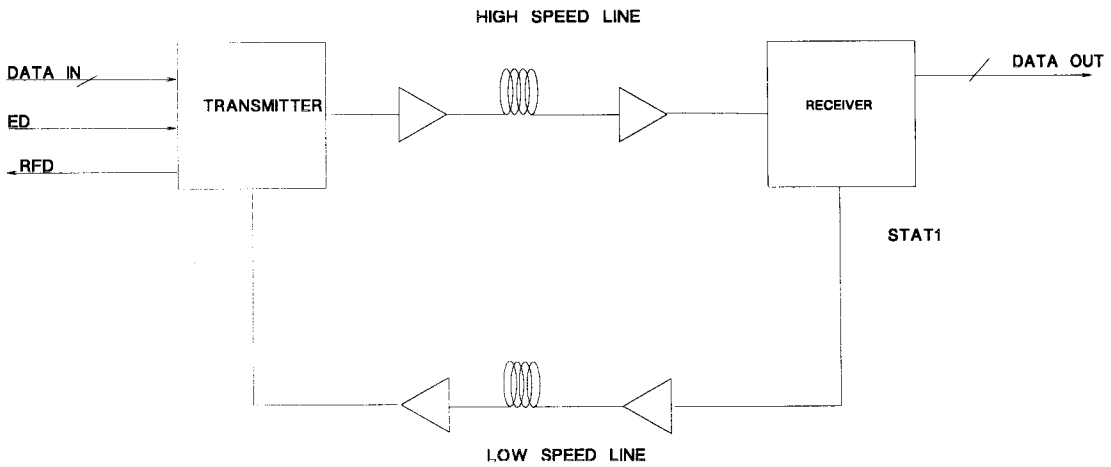 HIGH SPEED LINE
DATA IN
DATA OUT
TRANSMITTER
RECEIVER
ED
RFD
STAT1
LOW SPEED LINE